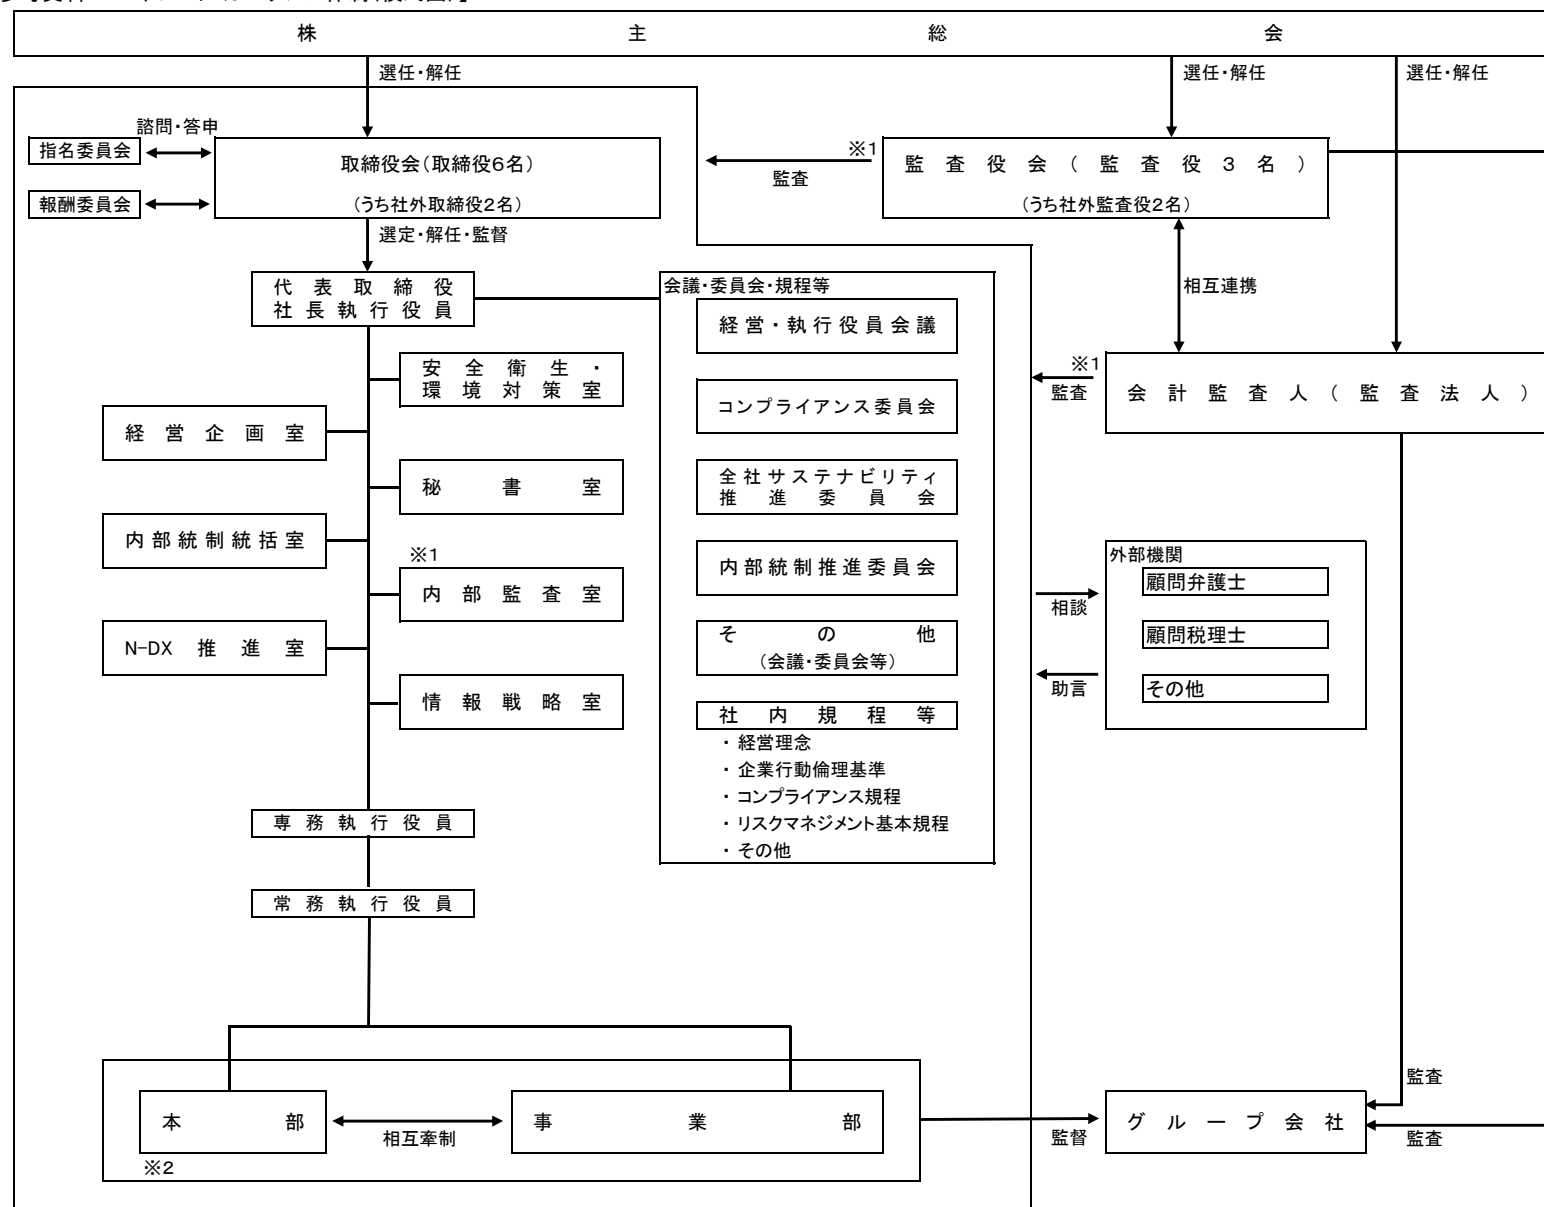 株主総会
選任・解任
選任・解任
選任・解任
諮問・答申
指名委員会
報酬委員会
取締役会(取締役6名)
(うち社外取締役2名)
※1
監査
監査役会(監査役3名)
(うち社外監査役2名)
選定・解任・監督
代表取締役
社長執行役員
会議・委員会・規程等
経営・執行役員会議
コンプライアンス委員会
全社サステナビリティ
推進委員会
内部統制推進委員会
その他
(会議・委員会等)
社内規程等
・経営理念
・企業行動倫理基準
・コンプライアンス規程
・リスクマネジメント基本規程
・その他
相互連携
※1
監査
会計監査人(監査法人)
安全衛生・
環境対策室
経営企画室
秘書室
内部統制統括室
※1
内部監査室
N-DX 推進室
情報戦略室
相談
助言
外部機関
顧問弁護士
顧問税理士
その他
専務執行役員
常務執行役員
本部
※2
相互牽制
事業部
監督
グループ会社
監査
監査